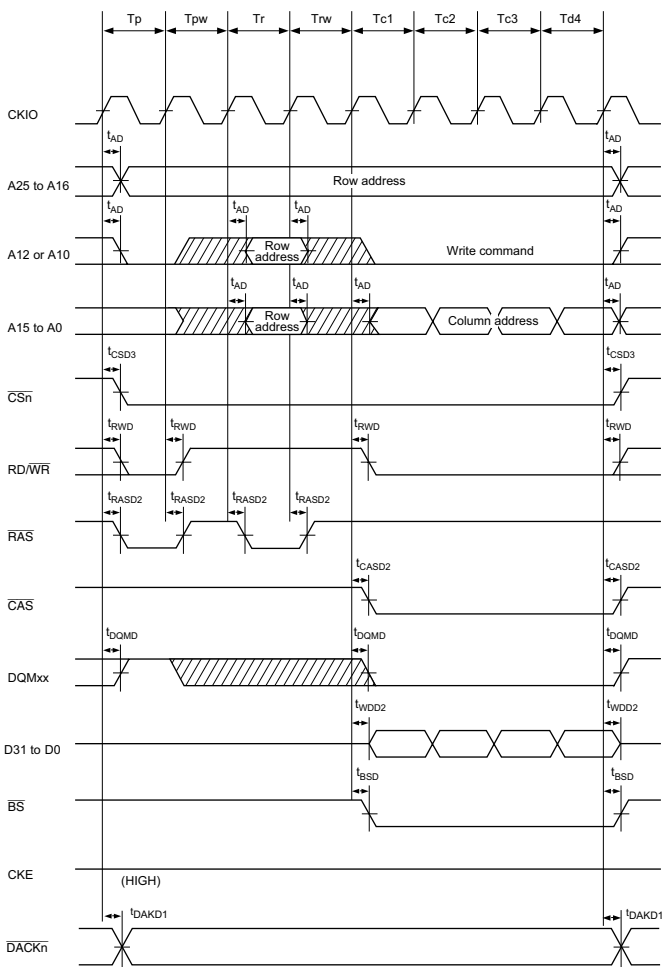 Tp Tpw Tr Trw Tc1 Tc2 Tc3 Td4
CKIO
tAD tAD
A25 to A16 Row address
tAD tAD tAD tAD
A12 or A10 Row address Write command
tAD tAD tAD tAD
A15 to A0 Row address Column address
tCSD3 tCSD3
CSn
tRWD tRWD tRWD tRWD
RD/WR
tRASD2 tRASD2 tRASD2 tRASD2
RAS
tCASD2 tCASD2
CAS
tDQMD tDQMD tDQMD
DQMxx
tWDD2 tWDD2
D31 to D0
tBSD tBSD
BS
CKE
(HIGH)
tDAKD1 tDAKD1
DACKn